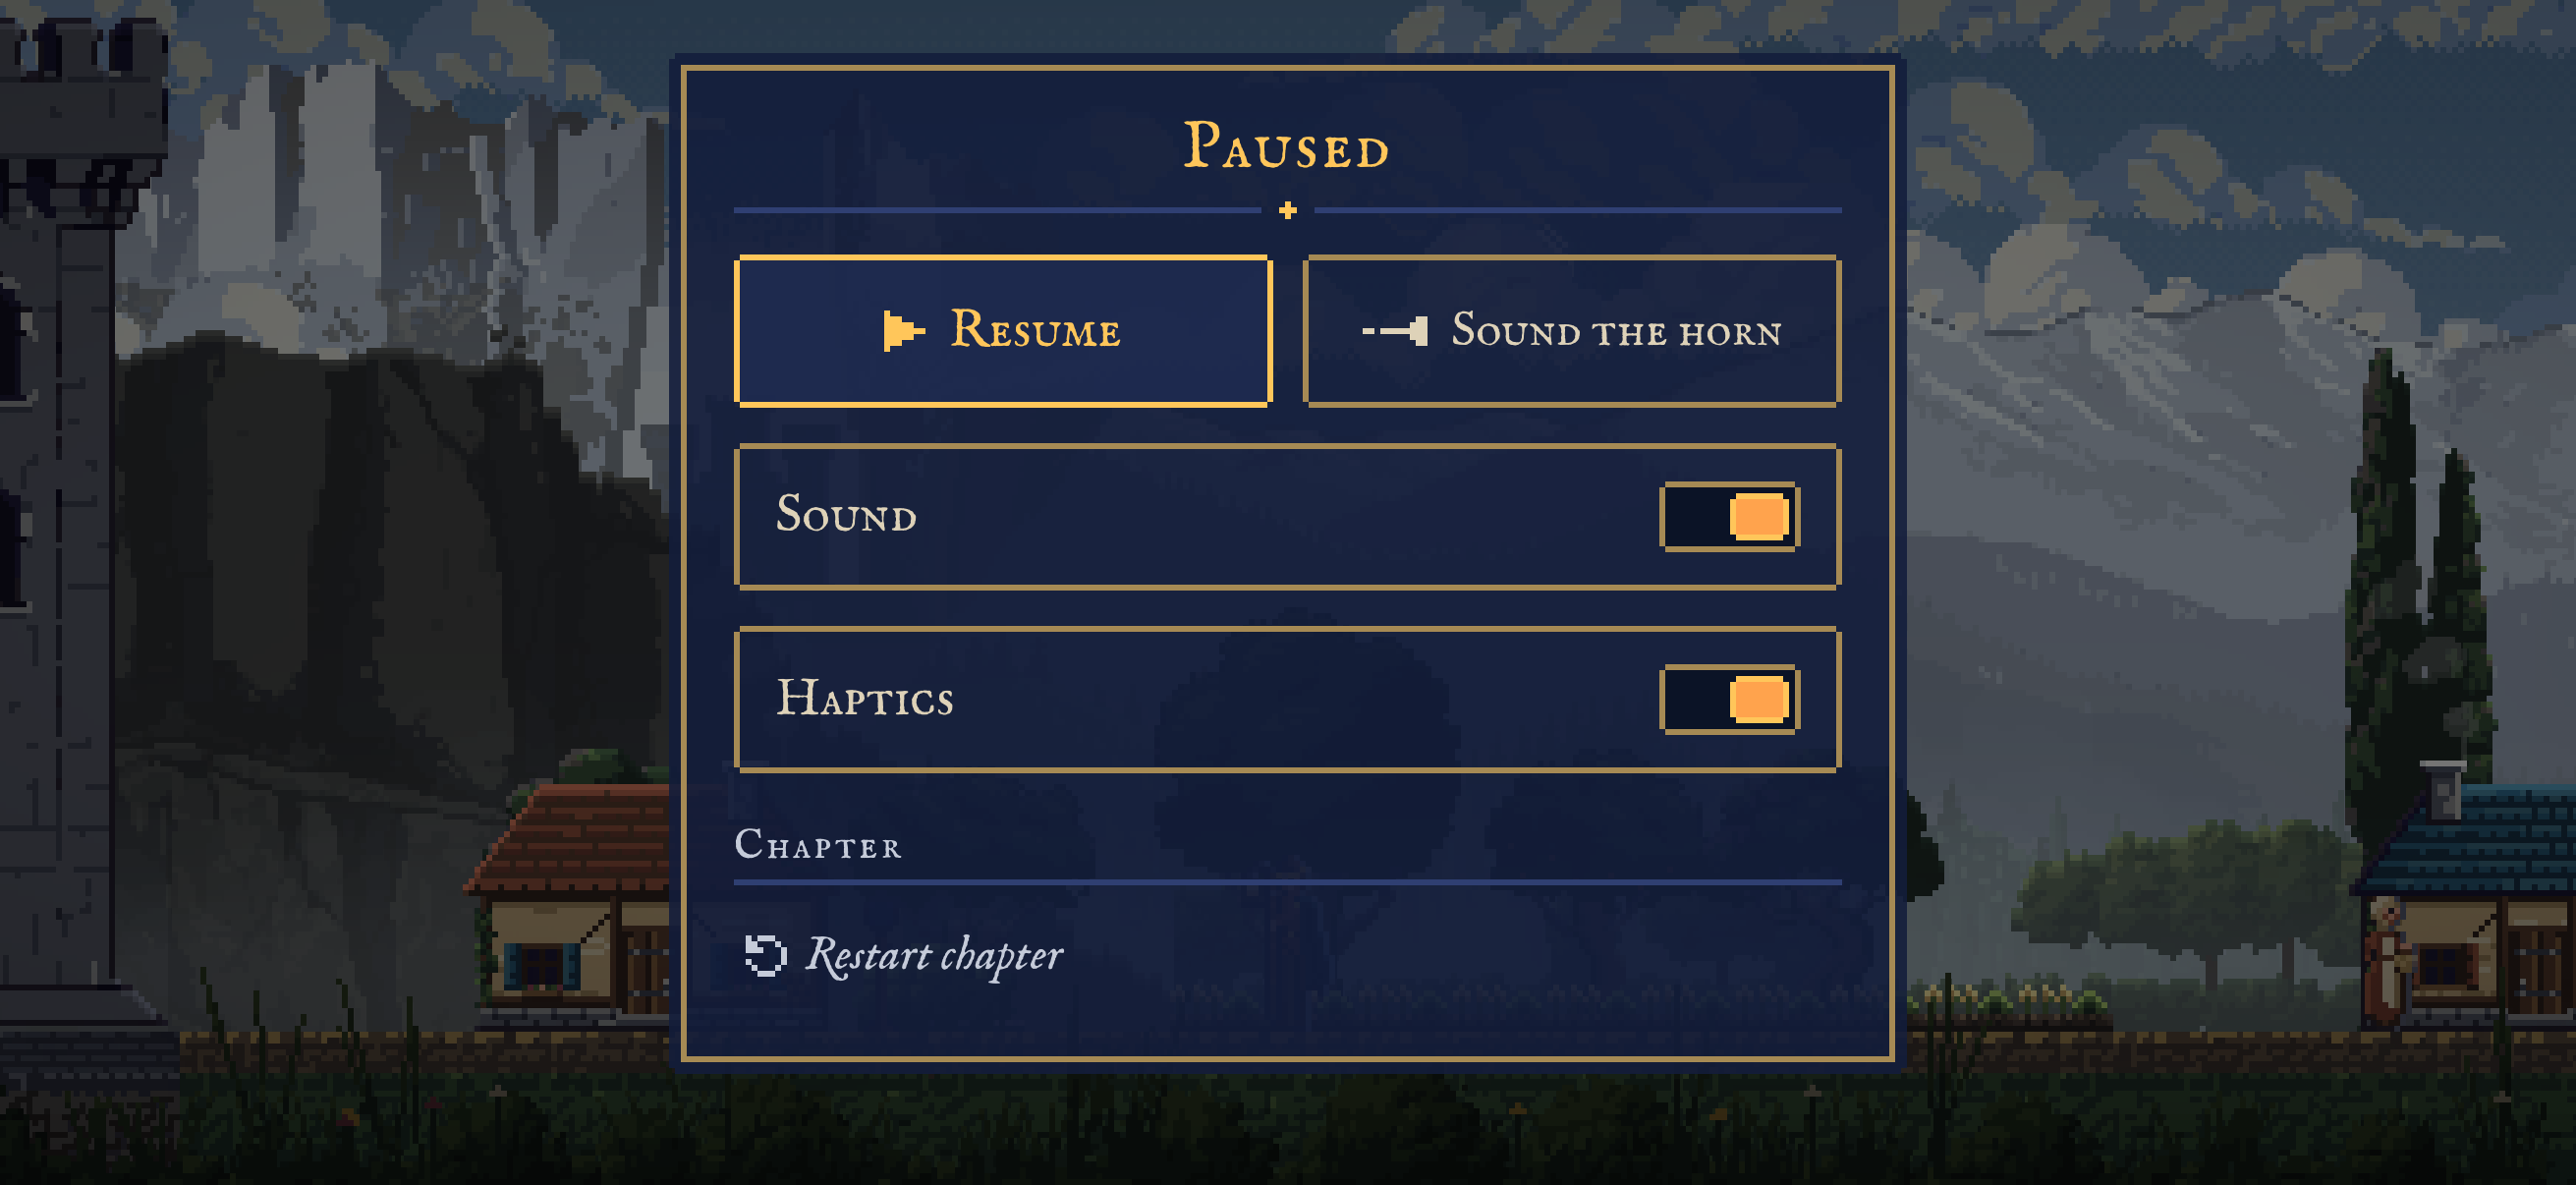 Paused
Resume
Sound the horn
Sound
Haptics
Chapter
Restart chapter